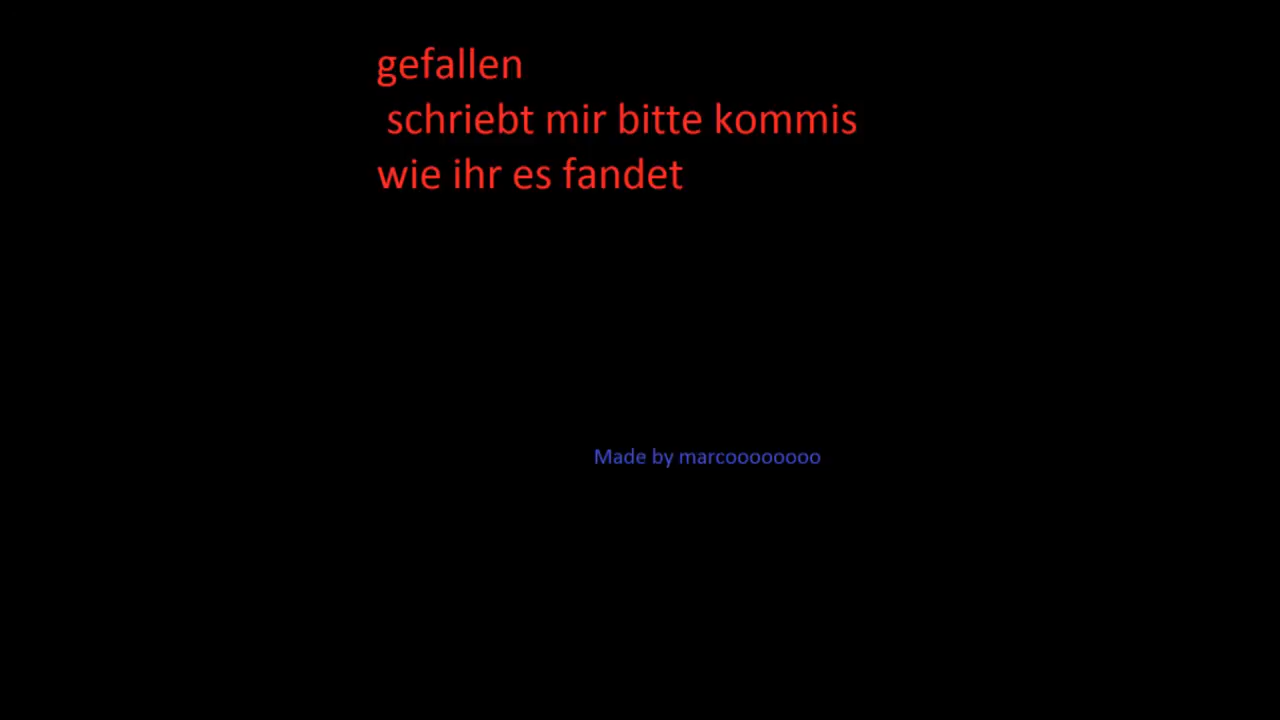 gefallen
schriebt mir bitte kommis
wie ihr es fandet
Made by marcoooooooo